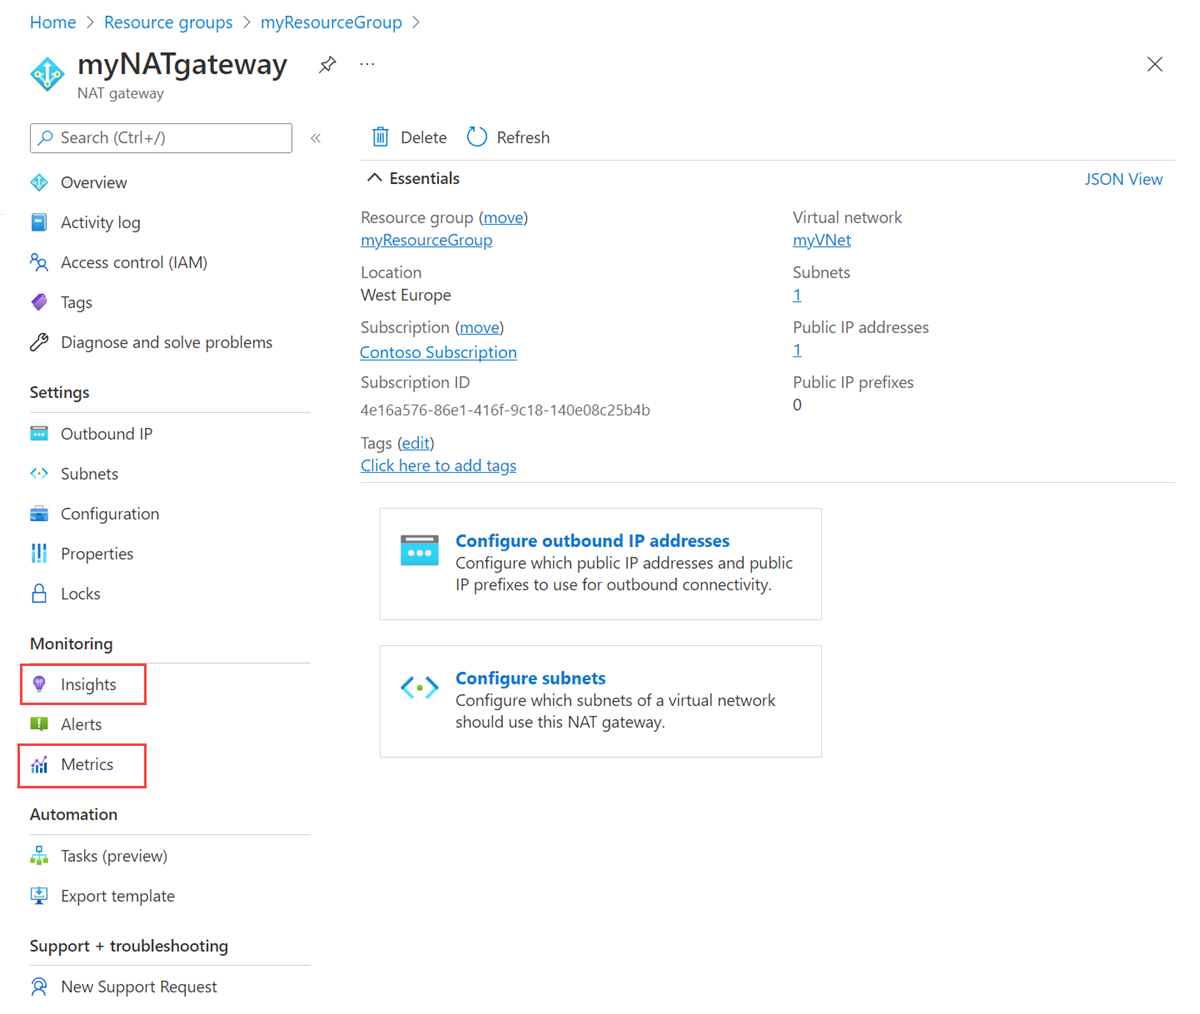 Home > Resource groups > myResourceGroup >
myNATgateway
NAT gateway
Search (Ctrl+/)
Overview
Activity log
Access control (IAM)
Tags
Diagnose and solve problems
Settings
Outbound IP
Subnets
Configuration
Properties
Locks
Monitoring
Insights
Alerts
Metrics
Automation
Tasks (preview)
Export template
Support + troubleshooting
New Support Request
Delete
Refresh
Essentials
JSON View
Resource group (move)
myResourceGroup
Location
West Europe
Subscription (move)
Contoso Subscription
Subscription ID
4e16a576-86e1-416f-9c18-140e08c25b4b
Tags (edit)
Click here to add tags
Virtual network
myVNet
Subnets
1
Public IP addresses
1
Public IP prefixes
0
Configure outbound IP addresses
Configure which public IP addresses and public
IP prefixes to use for outbound connectivity.
Configure subnets
Configure which subnets of a virtual network
should use this NAT gateway.